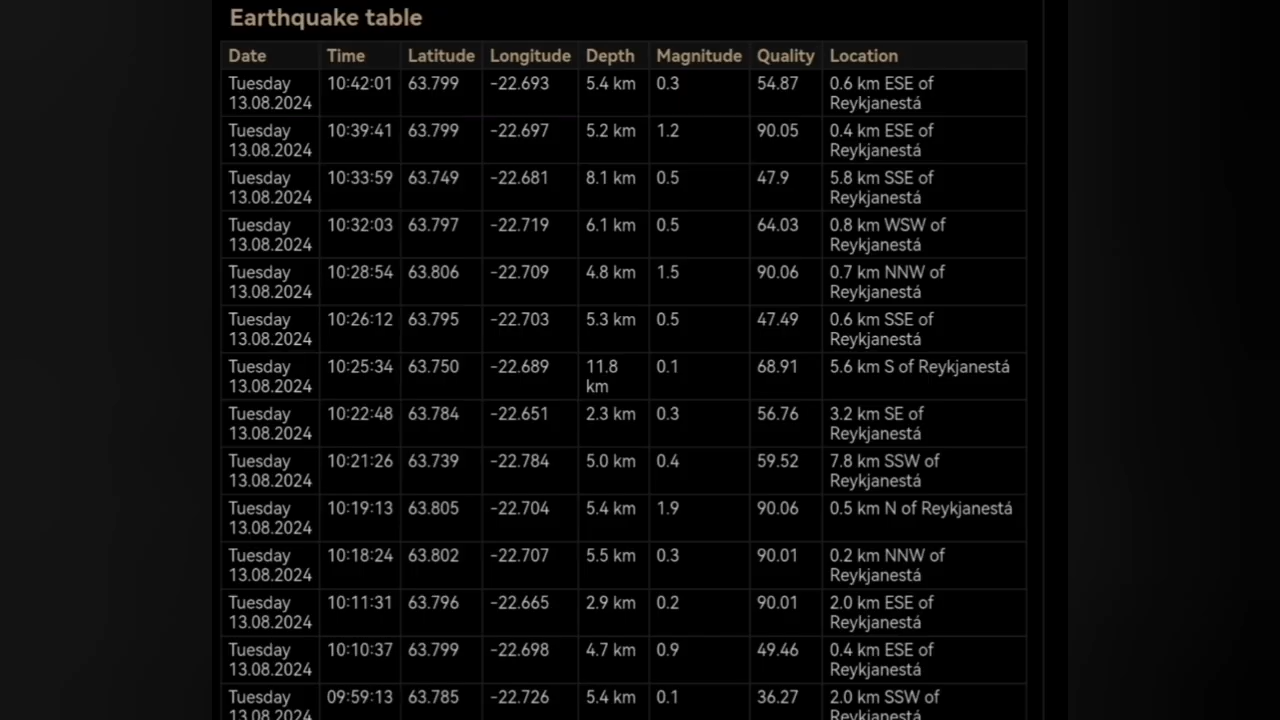 Earthquake table
Date Time Latitude Longitude Depth Magnitude Quality Location
Tuesday 10:42:01 63.799 -22.693 5.4 km 0.3 54.87 0.6 km ESE of
13.08.2024 Reykjanestá
Tuesday 10:39:41 63.799 -22.697 5.2 km 1.2 90.05 0.4 km ESE of
13.08.2024 Reykjanestá
Tuesday 10:33:59 63.749 -22.681 8.1 km 0.5 47.9 5.8 km SSE of
13.08.2024 Reykjanestá
Tuesday 10:32:03 63.797 -22.719 6.1 km 0.5 64.03 0.8 km WSW of
13.08.2024 Reykjanestá
Tuesday 10:28:54 63.806 -22.709 4.8 km 1.5 90.06 0.7 km NNW of
13.08.2024 Reykjanestá
Tuesday 10:26:12 63.795 -22.703 5.3 km 0.5 47.49 0.6 km SSE of
13.08.2024 Reykjanestá
Tuesday 10:25:34 63.750 -22.689 11.8 0.1 68.91 5.6 km S of Reykjanestá
13.08.2024 km
Tuesday 10:22:48 63.784 -22.651 2.3 km 0.3 56.76 3.2 km SE of
13.08.2024 Reykjanestá
Tuesday 10:21:26 63.739 -22.784 5.0 km 0.4 59.52 7.8 km SSW of
13.08.2024 Reykjanestá
Tuesday 10:19:13 63.805 -22.704 5.4 km 1.9 90.06 0.5 km N of Reykjanestá
13.08.2024
Tuesday 10:18:24 63.802 -22.707 5.5 km 0.3 90.01 0.2 km NNW of
13.08.2024 Reykjanestá
Tuesday 10:11:31 63.796 -22.665 2.9 km 0.2 90.01 2.0 km ESE of
13.08.2024 Reykjanestá
Tuesday 10:10:37 63.799 -22.698 4.7 km 0.9 49.46 0.4 km ESE of
13.08.2024 Reykjanestá
Tuesday 09:59:13 63.785 -22.726 5.4 km 0.1 36.27 2.0 km SSW of
13.08.2024 Reykjanestá